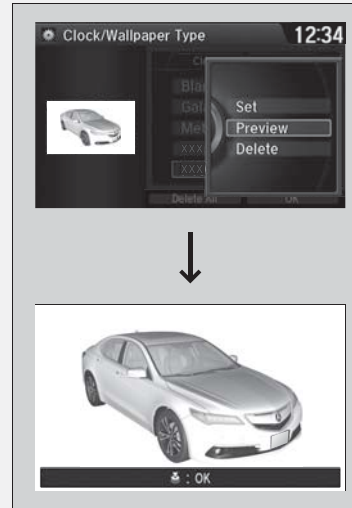 Clock/Wallpaper Type 12:34
Set
Preview
Delete
Delete All OK
: OK